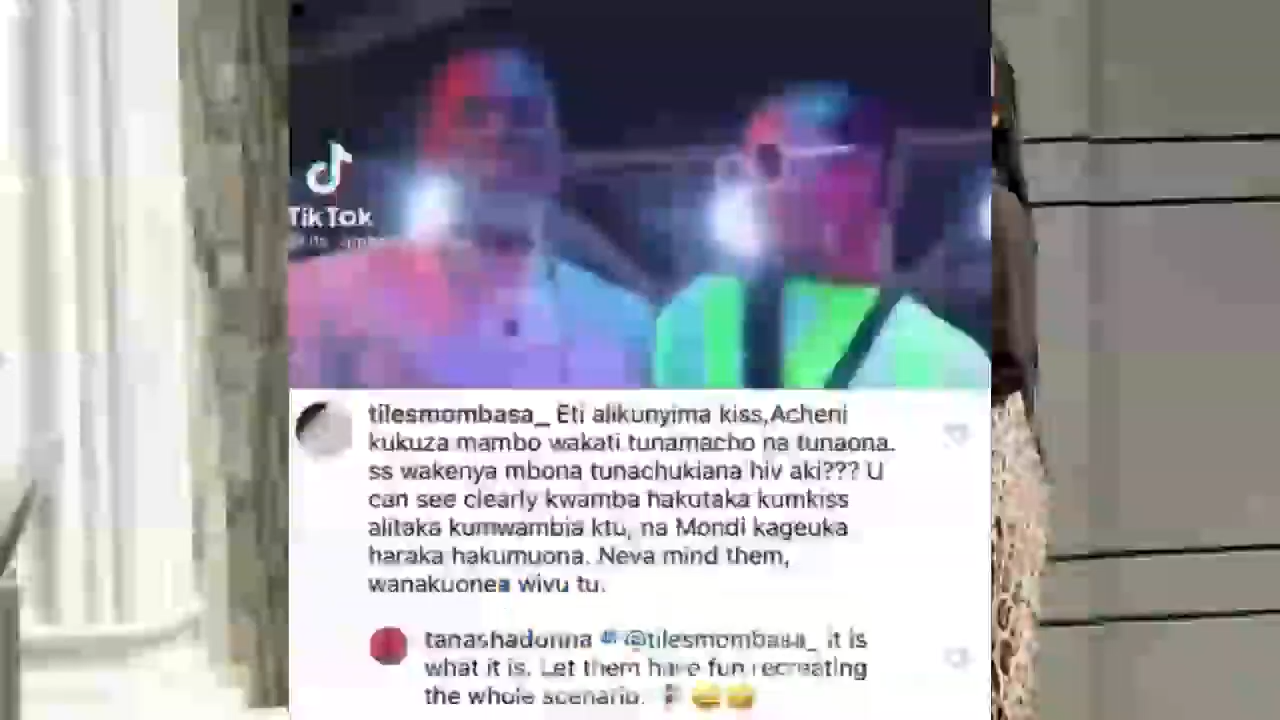 TikTok
tilesmombasa_ Eti alikunyima kiss,Acheni
kukuza mambo wakati tunamacho na tunaona.
ss wakenya mbona tunachukiana hiv aki??? U
can see clearly kwamba hakutaka kumkiss
alitaka kumwambia ktu, na Mondi kageuka
haraka hakumuona. Neva mind them,
wanakuonea wivu tu.
tanashadonna @tilesmombasa_ it is
what it is. Let them have fun recreating
the whole scenario.